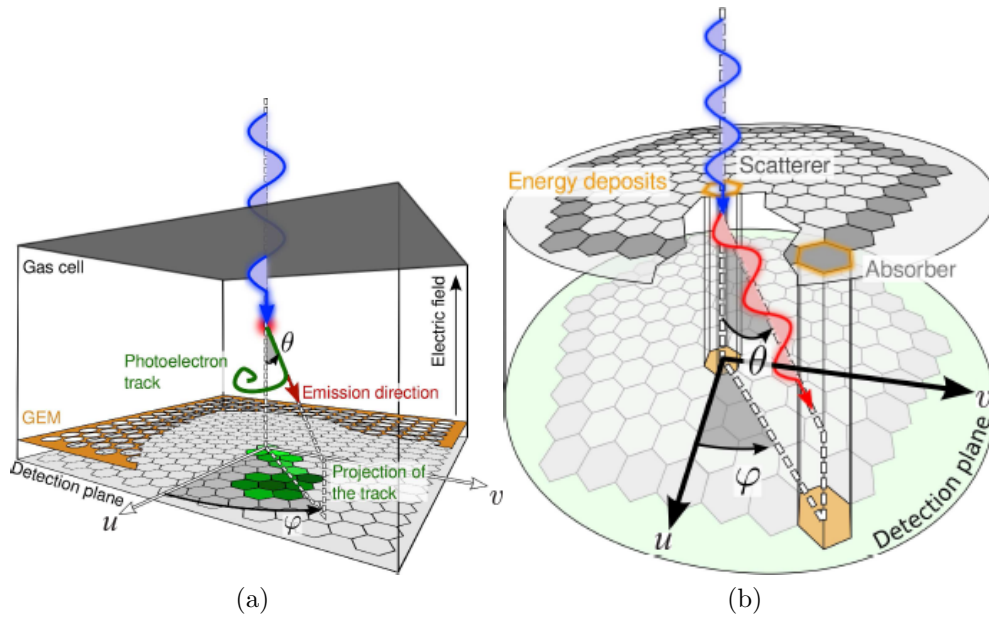 Gas cell
Electric field
θ
Photoelectron
track
Emission direction
GEM
Detection plane
Projection of
the track
u
φ
v
(a)
Scatterer
Energy deposits
Absorber
θ
v
φ
u
Detection plane
(b)